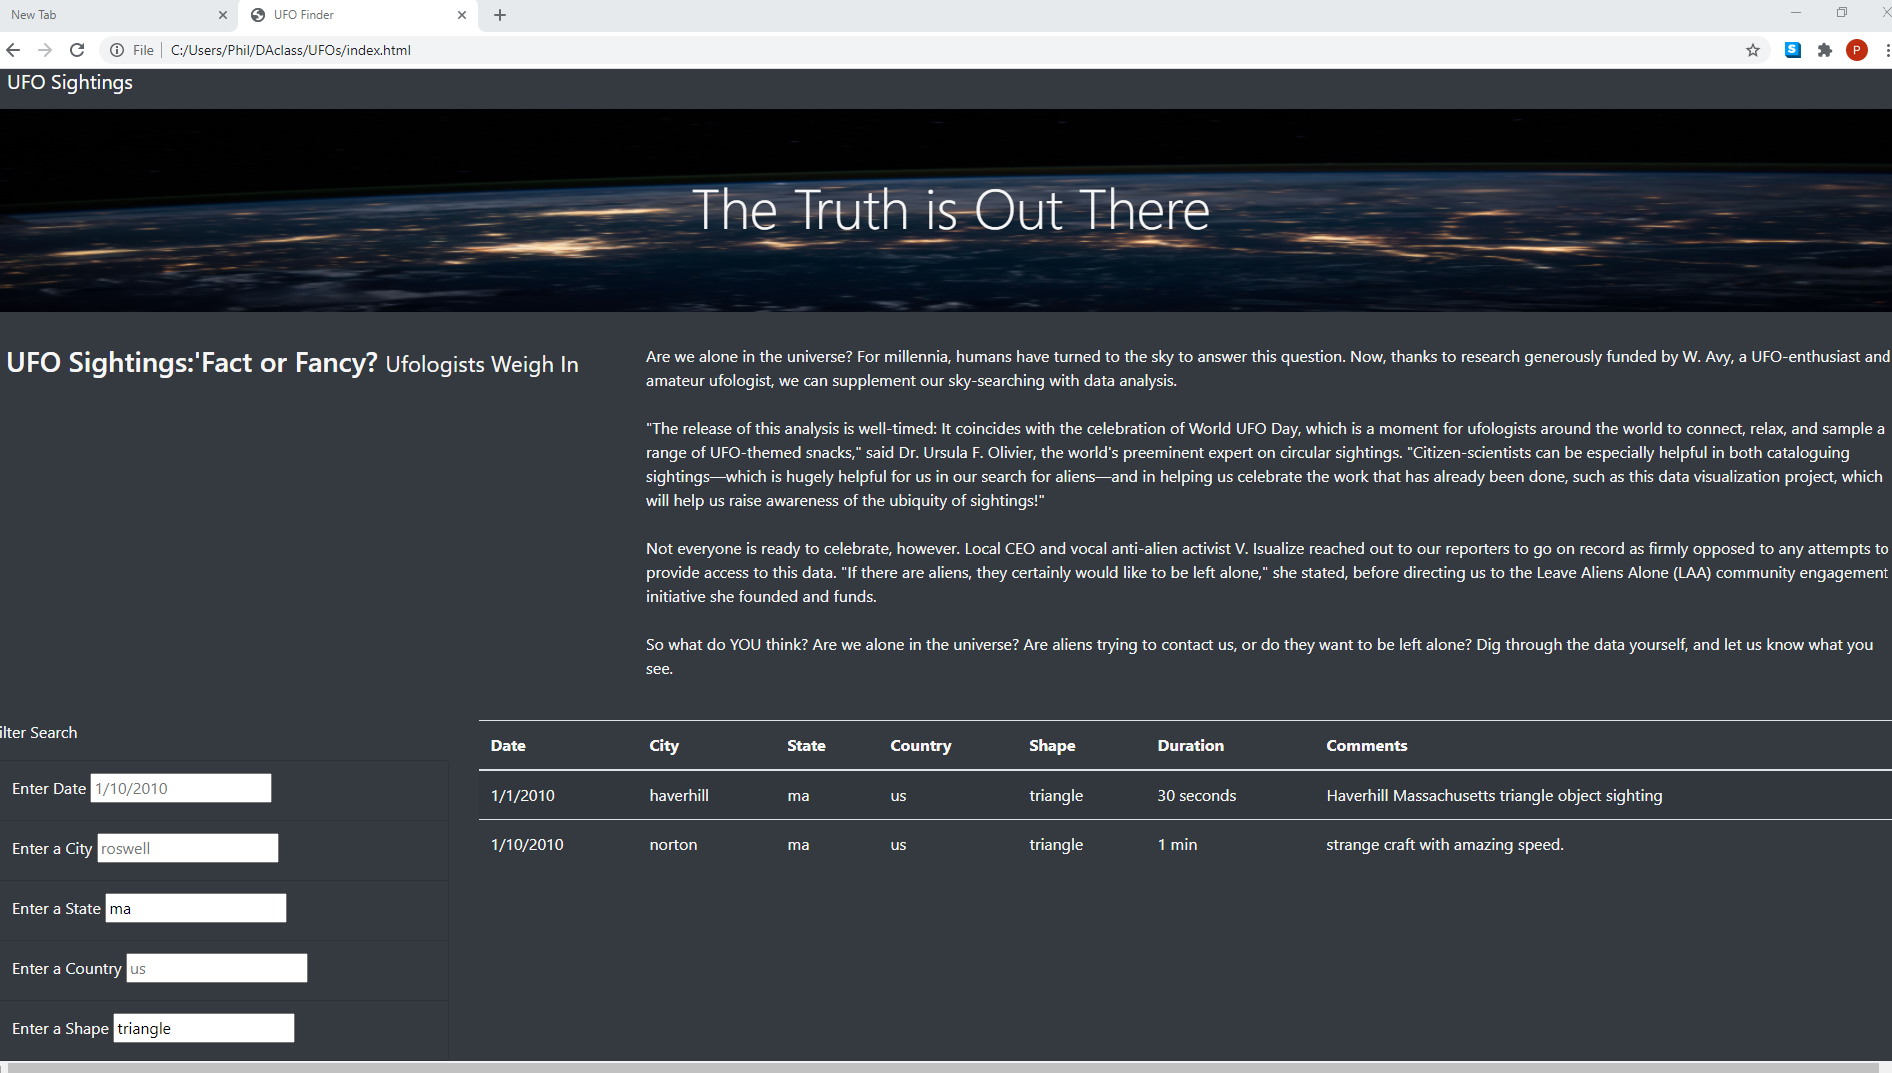 New Tab
UFO Finder
File
C:/Users/Phil/DAclass/UFOs/index.html
S
P
UFO Sightings
The Truth is Out There
UFO Sightings:'Fact or Fancy? Ufologists Weigh In
Are we alone in the universe? For millennia, humans have turned to the sky to answer this question. Now, thanks to research generously funded by W. Avy, a UFO-enthusiast and
amateur ufologist, we can supplement our sky-searching with data analysis.
"The release of this analysis is well-timed: It coincides with the celebration of World UFO Day, which is a moment for ufologists around the world to connect, relax, and sample a
range of UFO-themed snacks," said Dr. Ursula F. Olivier, the world's preeminent expert on circular sightings. "Citizen-scientists can be especially helpful in both cataloguing
sightings—which is hugely helpful for us in our search for aliens—and in helping us celebrate the work that has already been done, such as this data visualization project, which
will help us raise awareness of the ubiquity of sightings!"
Not everyone is ready to celebrate, however. Local CEO and vocal anti-alien activist V. Isualize reached out to our reporters to go on record as firmly opposed to any attempts to
provide access to this data. "If there are aliens, they certainly would like to be left alone," she stated, before directing us to the Leave Aliens Alone (LAA) community engagement
initiative she founded and funds.
So what do YOU think? Are we alone in the universe? Are aliens trying to contact us, or do they want to be left alone? Dig through the data yourself, and let us know what you
see.
ilter Search
Enter Date 1/10/2010
Enter a City roswell
Enter a State ma
Enter a Country us
Enter a Shape triangle
Date City State Country Shape Duration Comments
1/1/2010 haverhill ma us triangle 30 seconds Haverhill Massachusetts triangle object sighting
1/10/2010 norton ma us triangle 1 min strange craft with amazing speed.